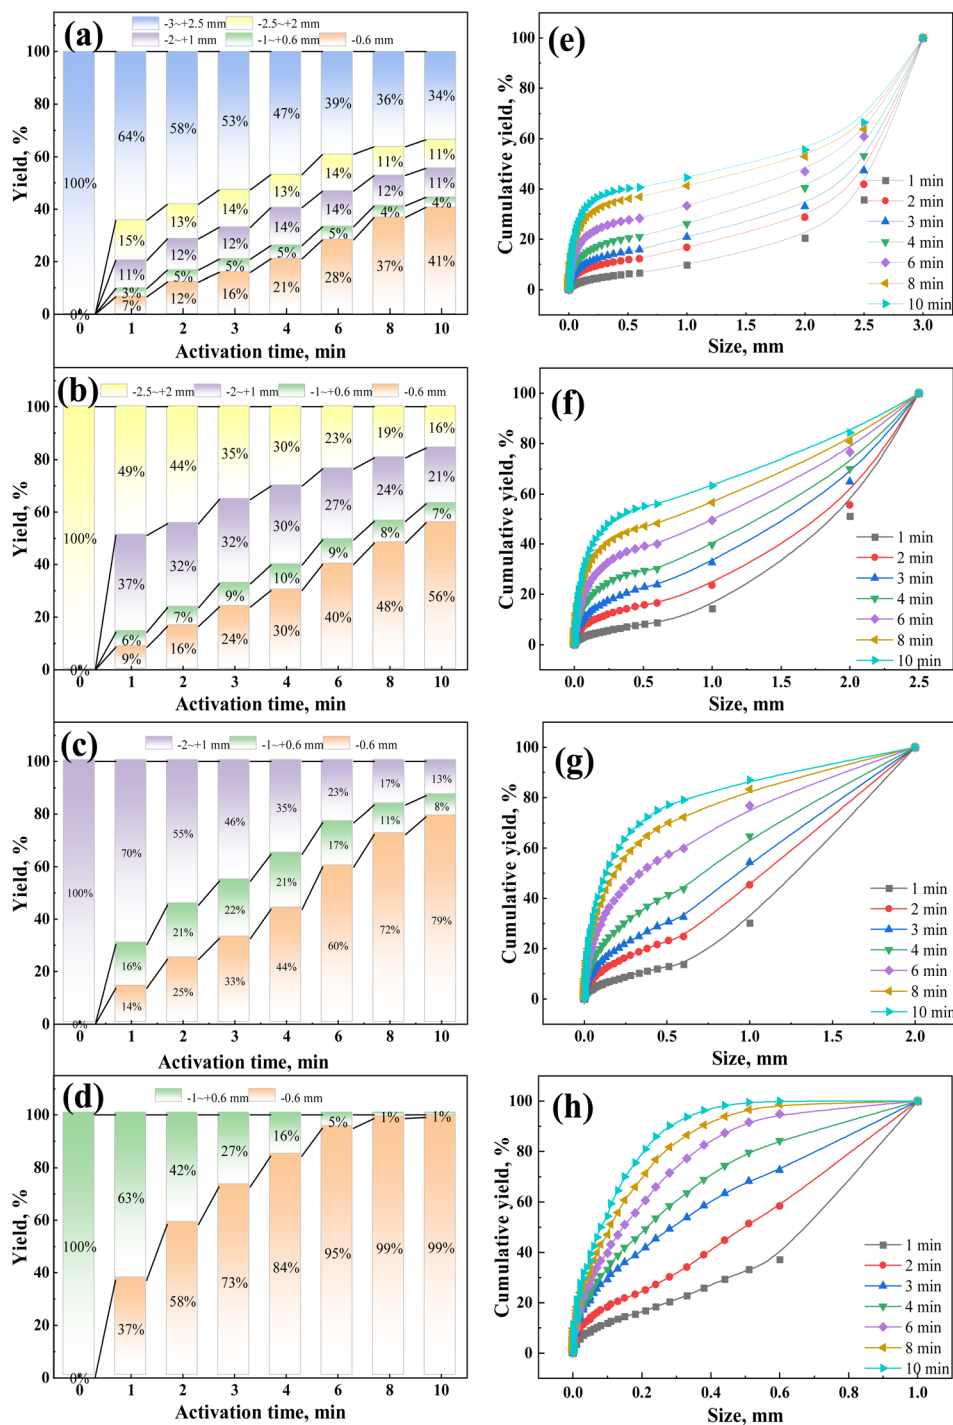 (a)
-3~+2.5 mm -2.5~+2 mm
-2~+1 mm -1~+0.6 mm -0.6 mm
Yield, %
100
80
60
40
20
0
100% 64% 58% 53% 47% 39% 36% 34%
15% 13% 14% 13% 14% 11% 11%
11% 12% 12% 14% 14% 12% 11%
3% 5% 5% 5% 5% 4% 4%
0% 7% 12% 16% 21% 28% 37% 41%
0 1 2 3 4 6 8 10
Activation time, min
(e)
Cumulative yield, %
100
80
60
40
20
0
1 min
2 min
3 min
4 min
6 min
8 min
10 min
0.0 0.5 1.0 1.5 2.0 2.5 3.0
Size, mm
(b)
-2.5~+2 mm -2~+1 mm -1~+0.6 mm -0.6 mm
Yield, %
100
80
60
40
20
0
100% 49% 44% 35% 30% 23% 19% 16%
37% 32% 32% 30% 27% 24% 21%
6% 7% 9% 10% 9% 8% 7%
0% 9% 16% 24% 30% 40% 48% 56%
0 1 2 3 4 6 8 10
Activation time, min
(f)
Cumulative yield, %
100
80
60
40
20
0
1 min
2 min
3 min
4 min
6 min
8 min
10 min
0.0 0.5 1.0 1.5 2.0 2.5
Size, mm
(c)
-2~+1 mm -1~+0.6 mm -0.6 mm
Yield, %
100
80
60
40
20
0
100% 70% 55% 46% 35% 23% 17% 13%
16% 21% 22% 21% 17% 11% 8%
0% 14% 25% 33% 44% 60% 72% 79%
0 1 2 3 4 6 8 10
Activation time, min
(g)
Cumulative yield, %
100
80
60
40
20
0
1 min
2 min
3 min
4 min
6 min
8 min
10 min
0.0 0.5 1.0 1.5 2.0
Size, mm
(d)
-1~+0.6 mm -0.6 mm
Yield, %
100
80
60
40
20
0
100% 63% 42% 27% 16% 5% 1% 1%
0% 37% 58% 73% 84% 95% 99% 99%
0 1 2 3 4 6 8 10
Activation time, min
(h)
Cumulative yield, %
100
80
60
40
20
0
1 min
2 min
3 min
4 min
6 min
8 min
10 min
0.0 0.2 0.4 0.6 0.8 1.0
Size, mm